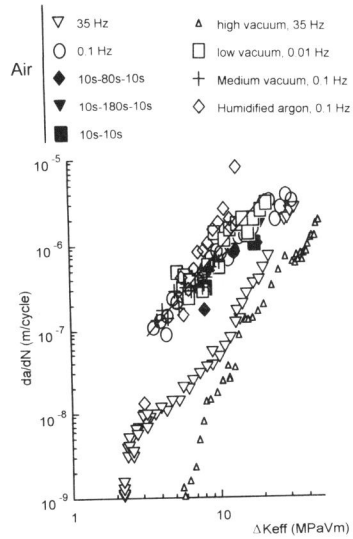 35 Hz
high vacuum, 35 Hz
0.1 Hz
low vacuum, 0.01 Hz
Air
10s-80s-10s
Medium vacuum, 0.1 Hz
10s-180s-10s
Humidified argon, 0.1 Hz
10s-10s
10-5
10-6
10-7
10-8
10-9
da/dN (m/cycle)
1
10
ΔKeff (MPaVm)